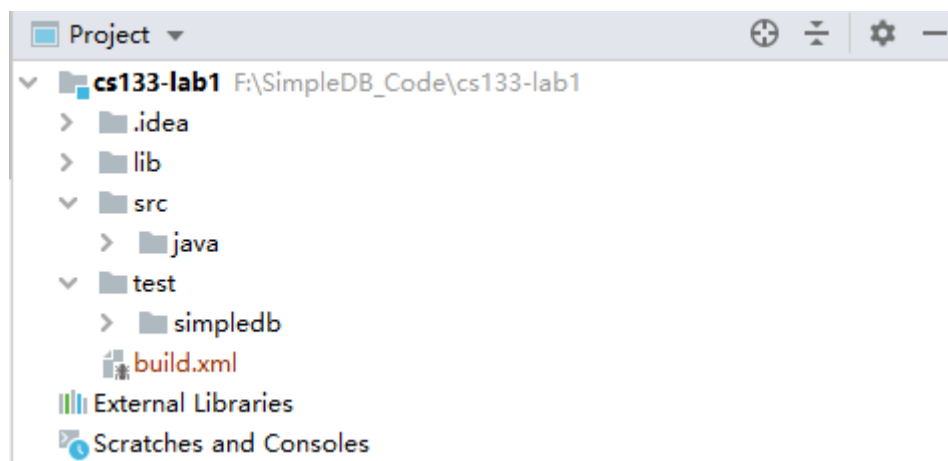 Project
cs133-lab1 F:\SimpleDB_Code\cs133-lab1
.idea
lib
src
java
test
simpledb
build.xml
External Libraries
Scratches and Consoles